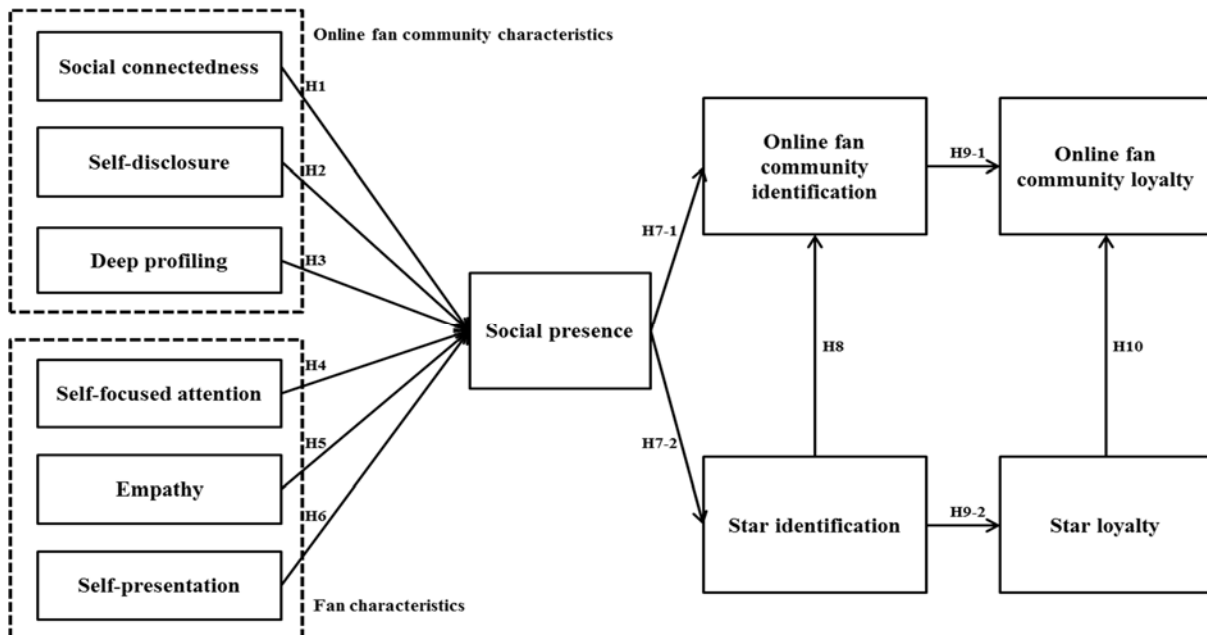 Online fan community characteristics
Social connectedness
H1
Self-disclosure
H2
Deep profiling
H3
Self-focused attention
H4
Empathy
H5
H6
Self-presentation
Fan characteristics
Social presence
H7-1
H7-2
Online fan
community
identification
H9-1
Online fan
community loyalty
H8
H10
Star identification
H9-2
Star loyalty